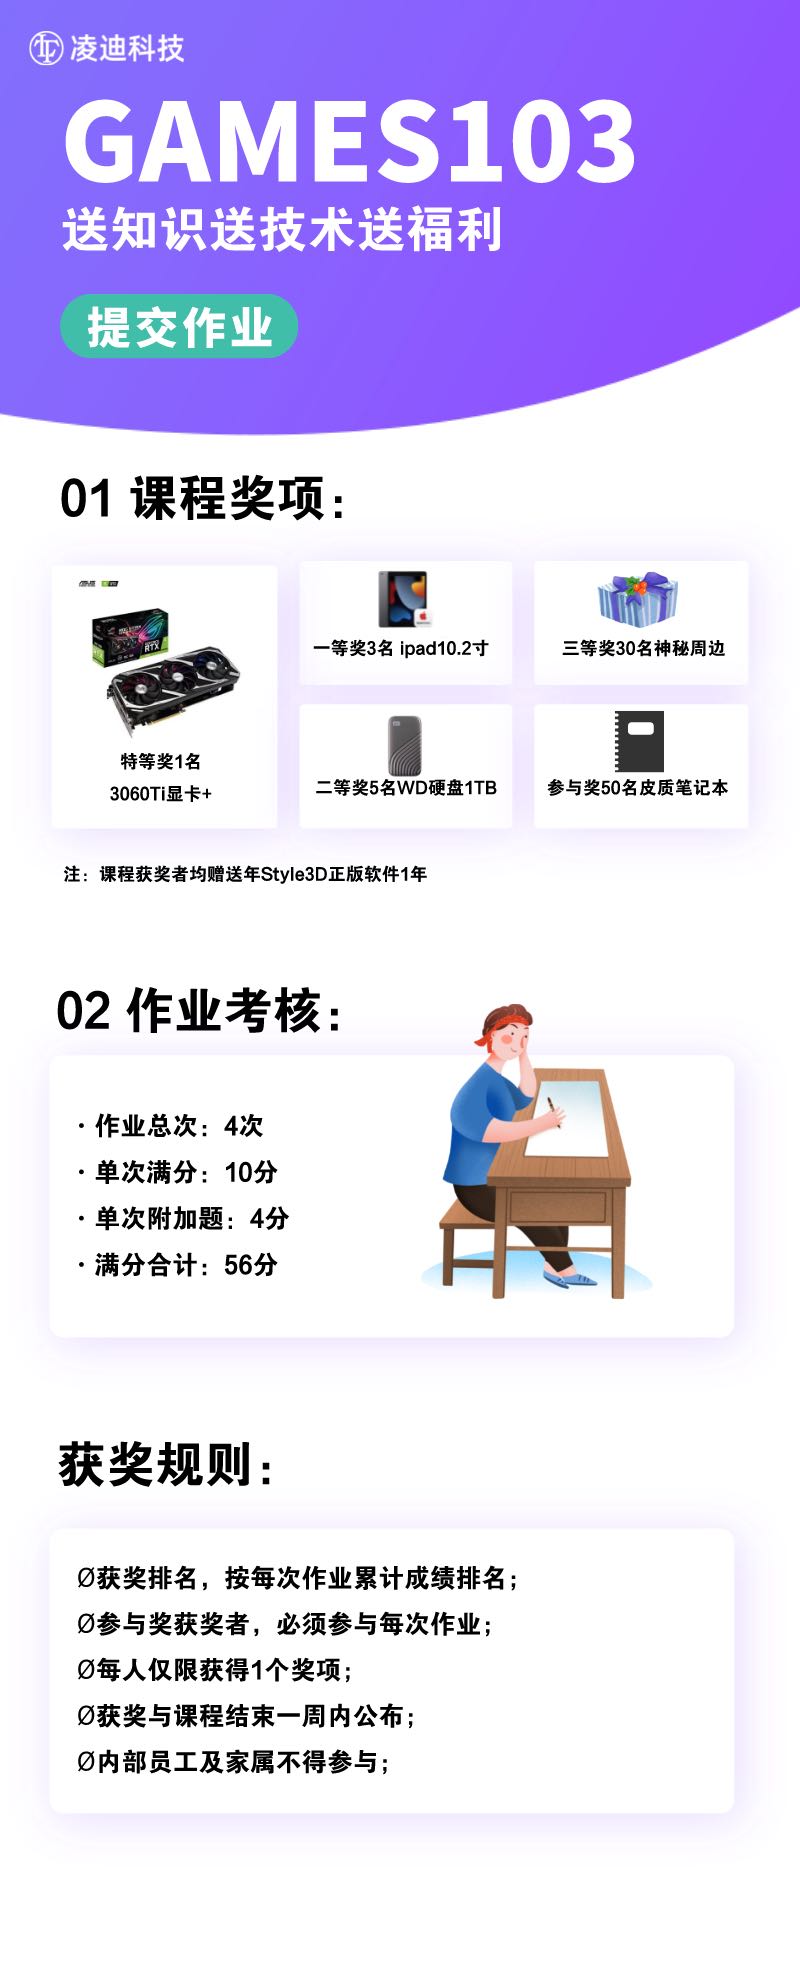 凌迪科技
GAMES103
送知识送技术送福利
提交作业
01 课程奖项：
特等奖1名
3060Ti显卡+
一等奖3名 ipad10.2寸
三等奖30名神秘周边
二等奖5名WD硬盘1TB
参与奖50名皮质笔记本
注：课程获奖者均赠送年Style3D正版软件1年
02 作业考核：
· 作业总次：4次
· 单次满分：10分
· 单次附加题：4分
· 满分合计：56分
获奖规则：
Ø获奖排名，按每次作业累计成绩排名；
Ø参与奖获奖者，必须参与每次作业；
Ø每人仅限获得1个奖项；
Ø获奖与课程结束一周内公布；
Ø内部员工及家属不得参与；